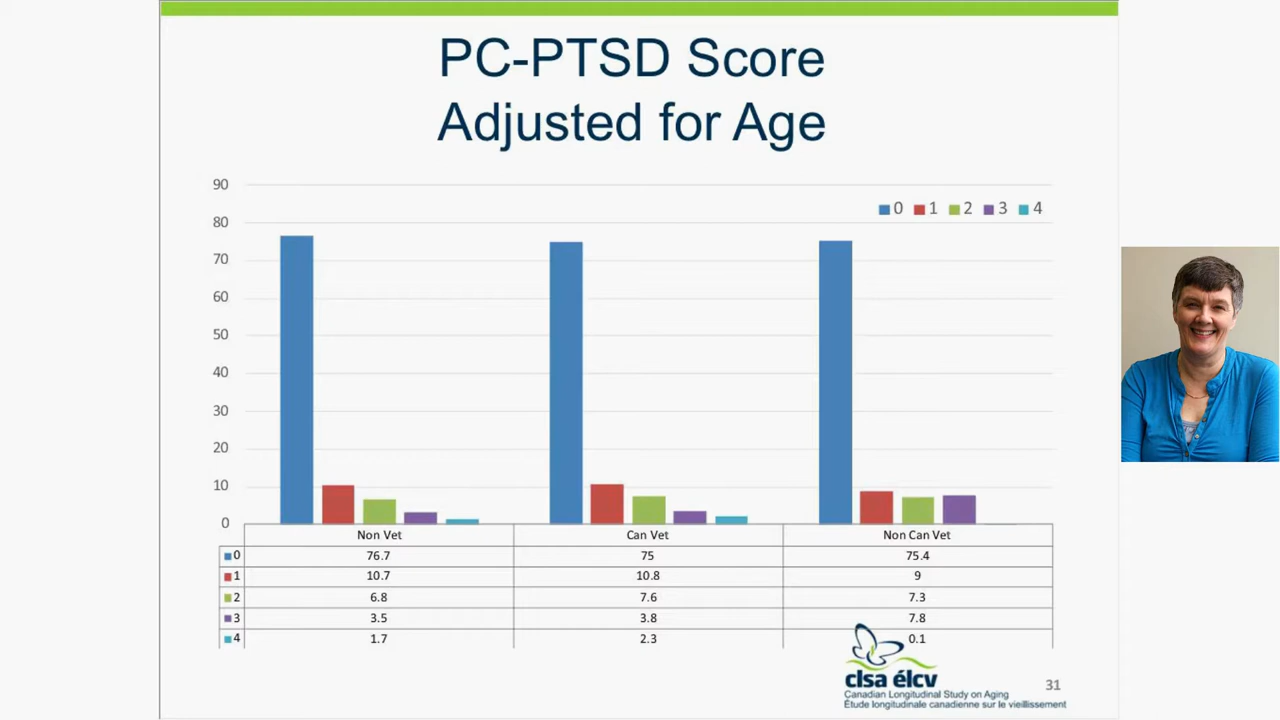 PC-PTSD Score
Adjusted for Age
90
80
70
60
50
40
30
20
10
0
0 1 2 3 4
Non Vet Can Vet Non Can Vet
0 76.7 75 75.4
1 10.7 10.8 9
2 6.8 7.6 7.3
3 3.5 3.8 7.8
4 1.7 2.3 0.1
clsa élcv
Canadian Longitudinal Study on Aging
Étude longitudinale canadienne sur le vieillissement
31